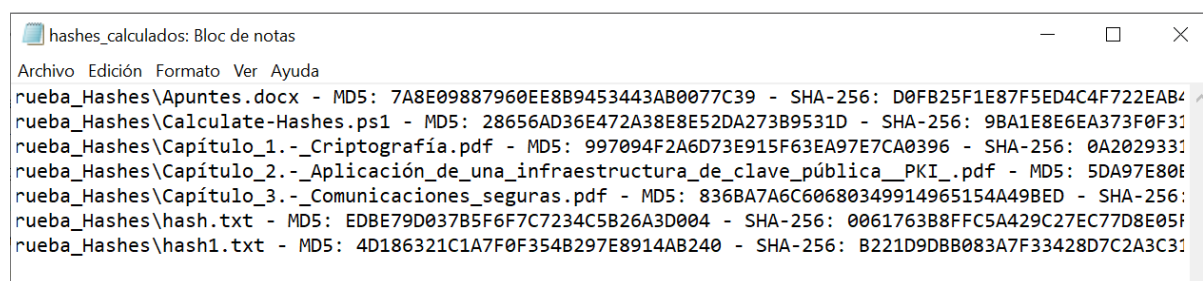 hashes_calculados: Bloc de notas
Archivo Edición Formato Ver Ayuda
rueba_Hashes\Apuntes.docx - MD5: 7A8E09887960EE8B9453443AB0077C39 - SHA-256: D0FB25F1E87F5ED4C4F722EAB4
rueba_Hashes\Calculate-Hashes.ps1 - MD5: 28656AD36E472A38E8E52DA273B9531D - SHA-256: 9BA1E8E6EA373F0F31
rueba_Hashes\Capítulo_1.-_Criptografía.pdf - MD5: 997094F2A6D73E915F63EA97E7CA0396 - SHA-256: 0A2029331
rueba_Hashes\Capítulo_2.-_Aplicación_de_una_infraestructura_de_clave_pública__PKI_.pdf - MD5: 5DA97E80E
rueba_Hashes\Capítulo_3.-_Comunicaciones_seguras.pdf - MD5: 836BA7A6C60680349914965154A49BED - SHA-256:
rueba_Hashes\hash.txt - MD5: EDBE79D037B5F6F7C7234C5B26A3D004 - SHA-256: 0061763B8FFC5A429C27EC77D8E05F
rueba_Hashes\hash1.txt - MD5: 4D186321C1A7F0F354B297E8914AB240 - SHA-256: B221D9DBB083A7F33428D7C2A3C31